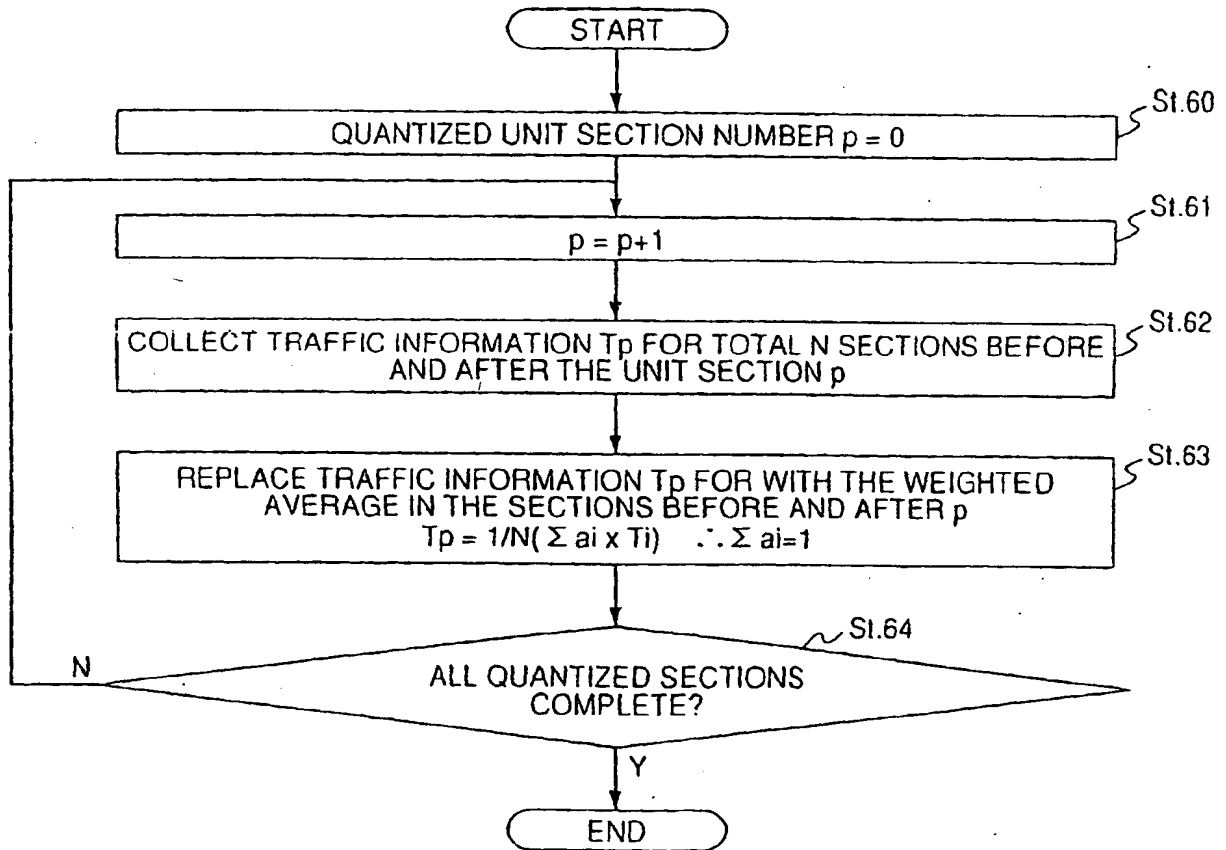 START
St.60
QUANTIZED UNIT SECTION NUMBER p = 0
St.61
p = p+1
St.62
COLLECT TRAFFIC INFORMATION Tp FOR TOTAL N SECTIONS BEFORE
AND AFTER THE UNIT SECTION p
St.63
REPLACE TRAFFIC INFORMATION Tp FOR WITH THE WEIGHTED
AVERAGE IN THE SECTIONS BEFORE AND AFTER p
Tp = 1/N( Σ ai x Ti) ∴ Σ ai=1
St.64
N
ALL QUANTIZED SECTIONS
COMPLETE?
Y
END